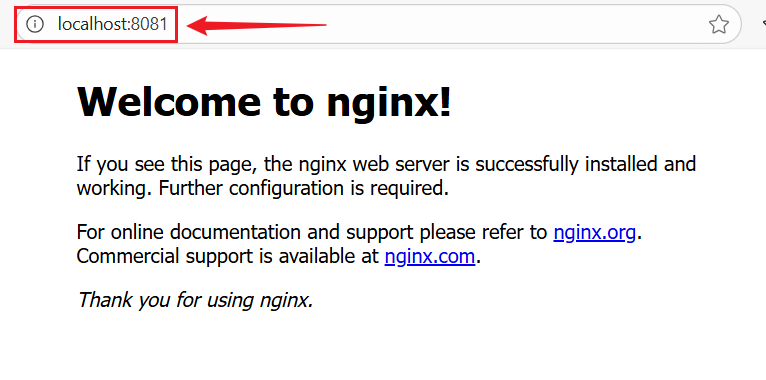 localhost:8081
Welcome to nginx!
If you see this page, the nginx web server is successfully installed and
working. Further configuration is required.
For online documentation and support please refer to nginx.org.
Commercial support is available at nginx.com.
Thank you for using nginx.